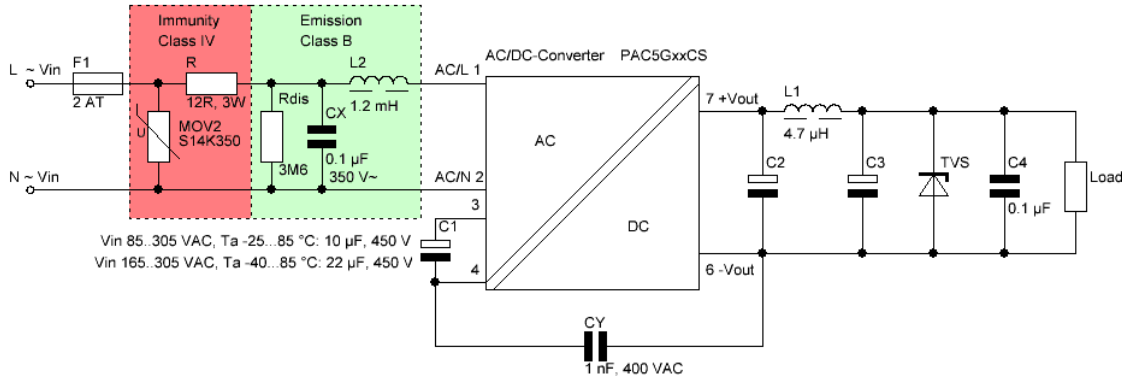 Immunity
Class IV
Emission
Class B
AC/DC-Converter PAC5GxxCS
L ~ Vin
F1
2 AT
R
12R, 3W
L2
1.2 mH
AC/L 1
MOV2
S14K350
U
Rdis
3M6
CX
0.1 µF
350 V~
N ~ Vin
AC/N 2
3
C1
4
Vin 85..305 VAC, Ta -25...85 °C: 10 µF, 450 V
Vin 165..305 VAC, Ta -40...85 °C: 22 µF, 450 V
AC
DC
7 +Vout
L1
4.7 µH
C2
C3
TVS
C4
0.1 µF
Load
6 -Vout
CY
1 nF, 400 VAC